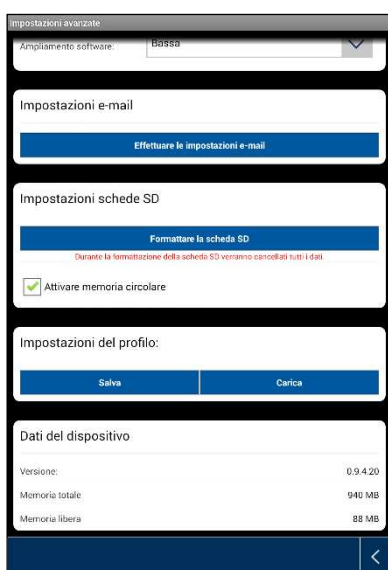 Impostazioni avanzate
Ampliamento software: Bassa
Impostazioni e-mail
Effettuare le impostazioni e-mail
Impostazioni schede SD
Formattare la scheda SD
Durante la formattazione della scheda SD verranno cancellati tutti i dati.
Attivare memoria circolare
Impostazioni del profilo:
Salva Carica
Dati del dispositivo
Versione: 0.9.4.20
Memoria totale 940 MB
Memoria libera 88 MB